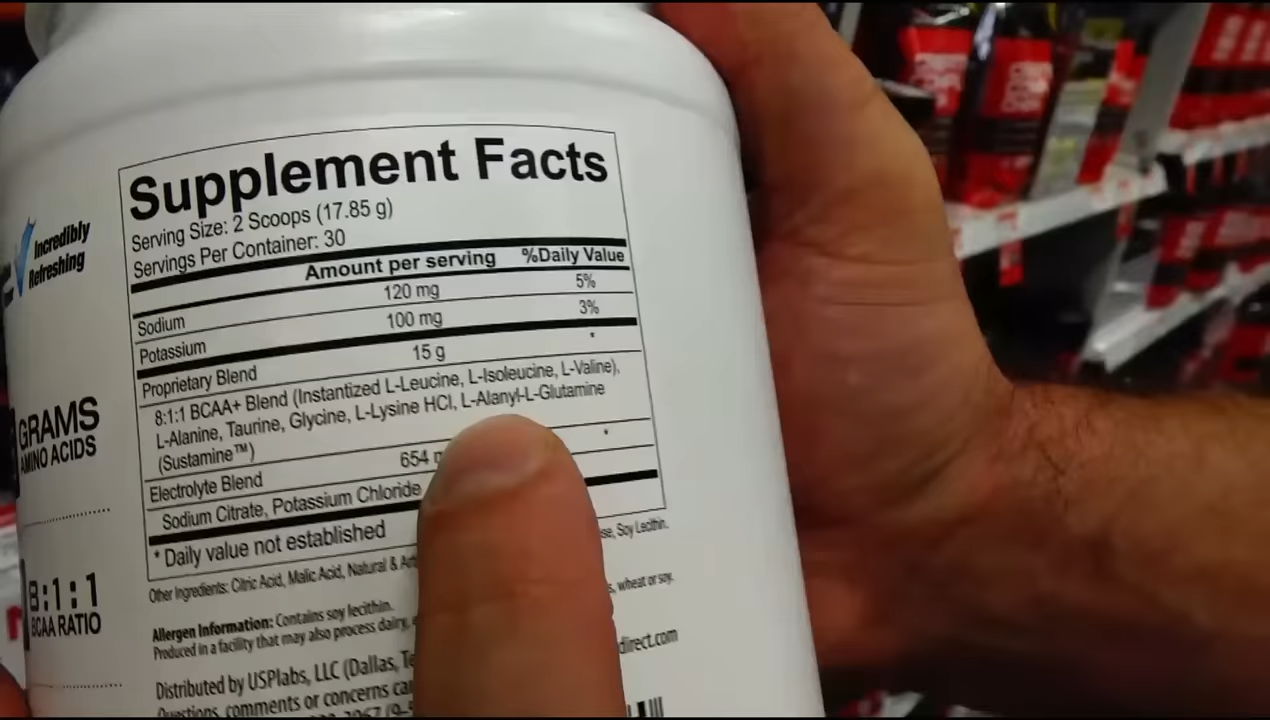 Incredibly
Refreshing
GRAMS
AMINO ACIDS
8:1:1
BCAA RATIO
Supplement Facts
Serving Size: 2 Scoops (17.85 g)
Servings Per Container: 30
Amount per serving %Daily Value
Sodium 120 mg 5%
Potassium 100 mg 3%
Proprietary Blend 15 g *
8:1:1 BCAA+ Blend (Instantized L-Leucine, L-Isoleucine, L-Valine),
L-Alanine, Taurine, Glycine, L-Lysine HCl, L-Alanyl-L-Glutamine
(Sustamine™)
Electrolyte Blend 654 *
Sodium Citrate, Potassium Chloride
* Daily value not established
Other Ingredients: Citric Acid, Malic Acid, Natural & Soy Lecithin.
Allergen Information: Contains soy lecithin.
Produced in a facility that may also process dairy, wheat or soy.
Distributed by USPlabs, LLC (Dallas, direct.com
Questions, comments or concerns